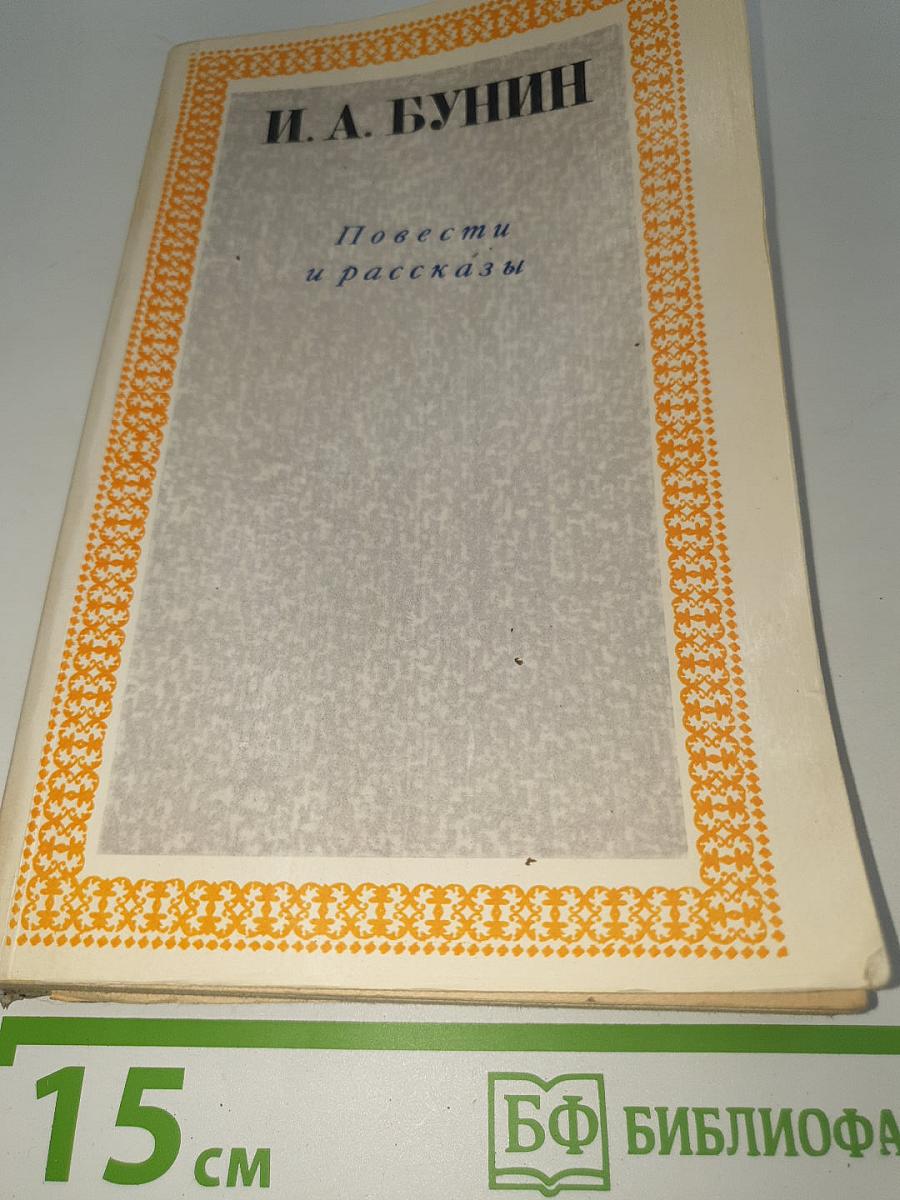 И. А. БУНИН
Повести
и рассказы
15 см
БФ БИБЛИОФА